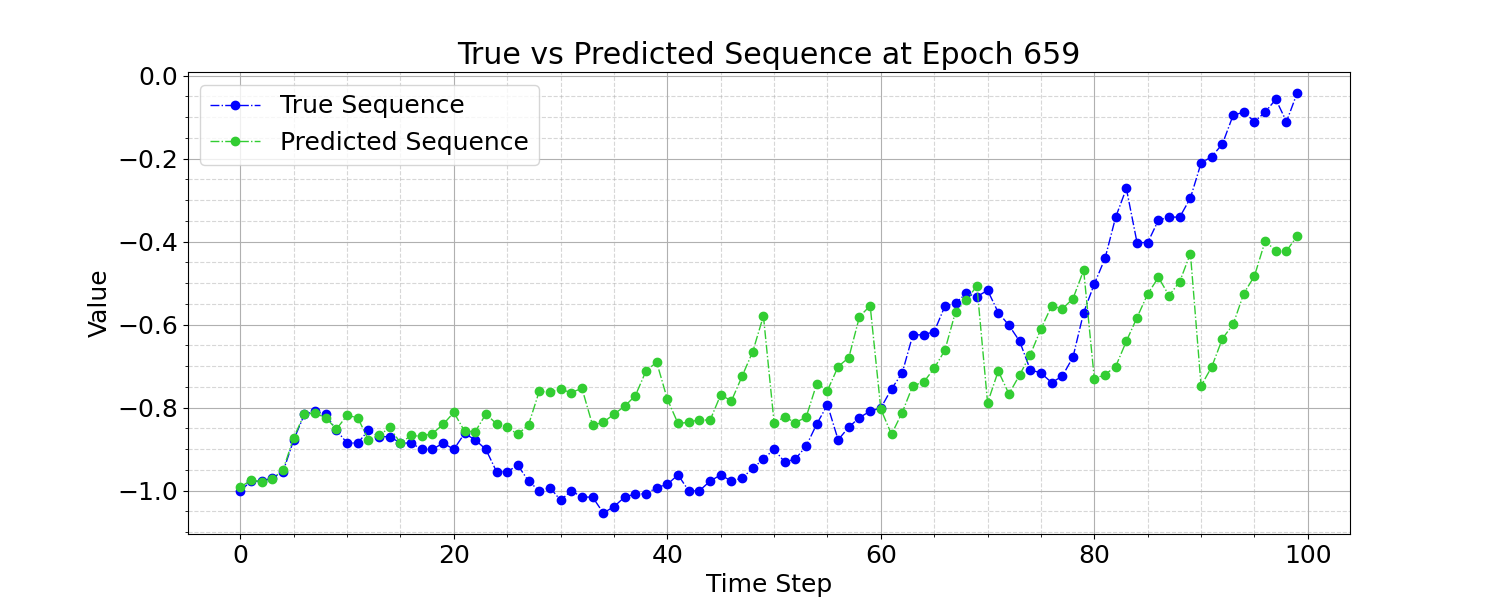 True vs Predicted Sequence at Epoch 659
True Sequence
Predicted Sequence
Value
0.0
−0.2
−0.4
−0.6
−0.8
−1.0
0 20 40 60 80 100
Time Step